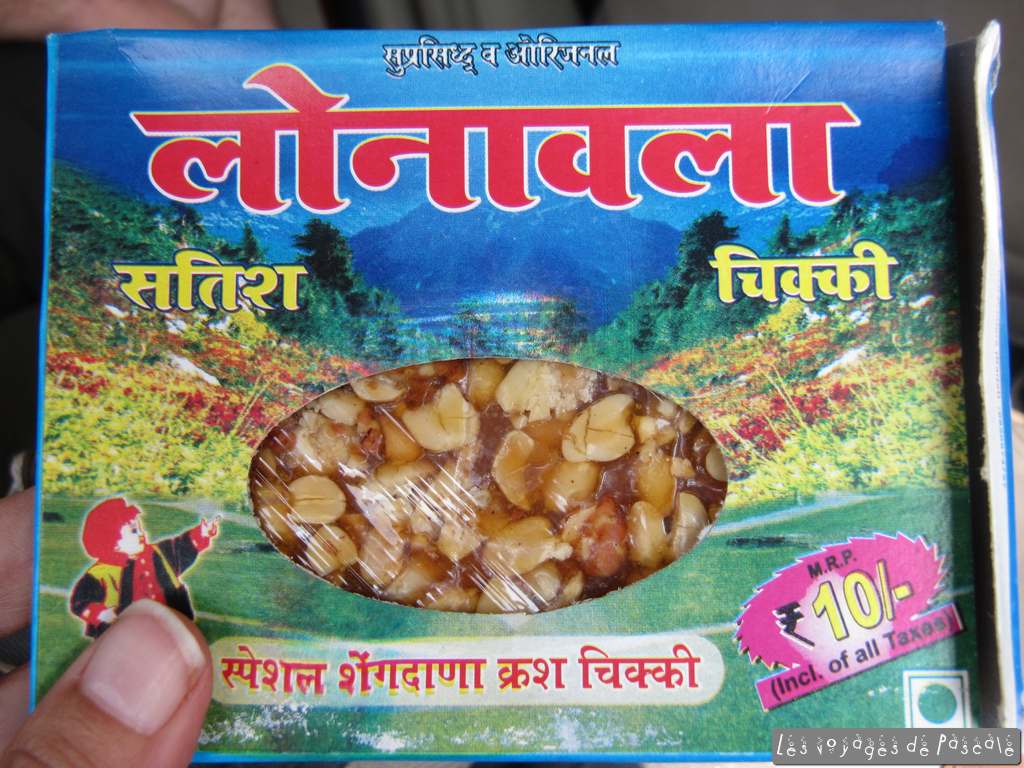 सुप्रसिध्द व ओरिजनल
लोनावला
सतिश चिक्की
M.R.P.
₹ 10/-
(Incl. of all Taxes)
स्पेशल शेंगदाणा क्रश चिक्की
Les voyages de Pascale